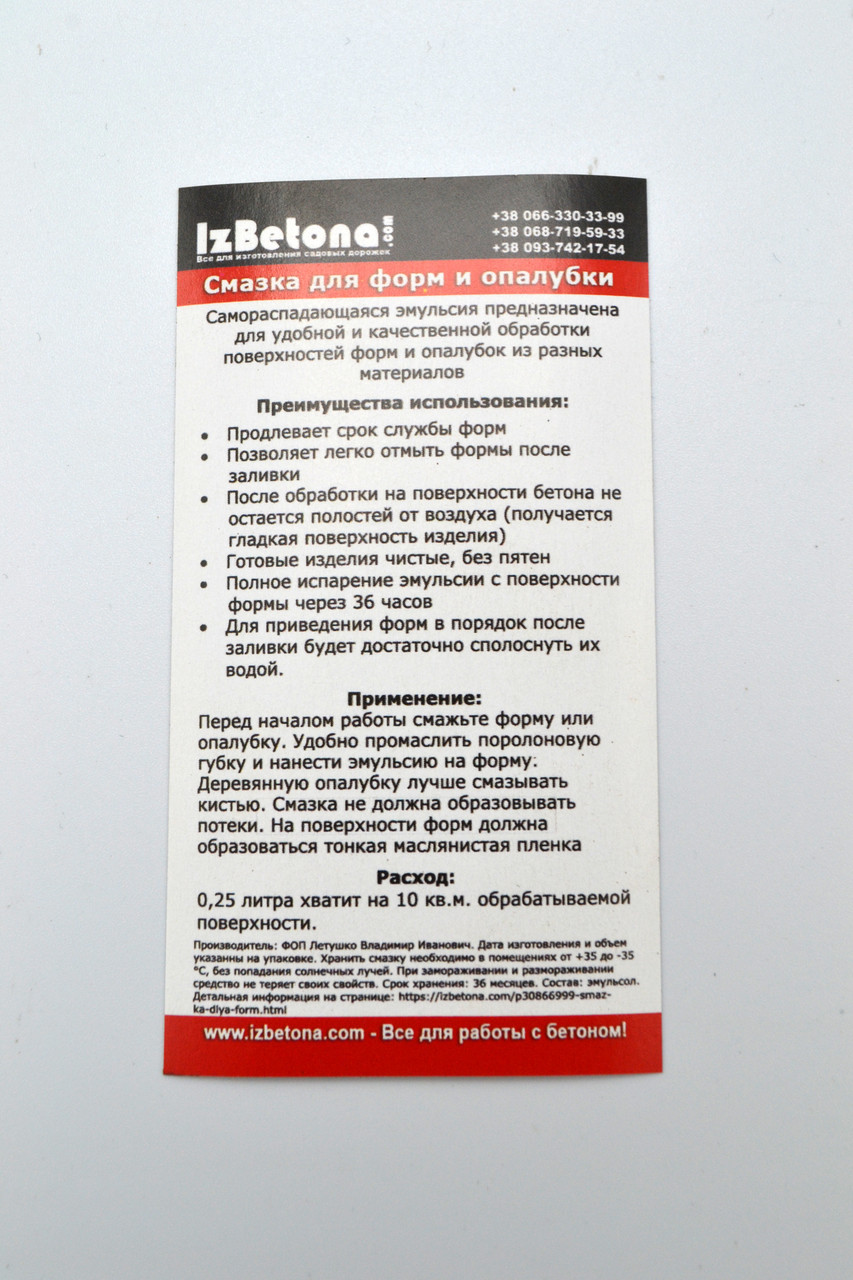 IzBetona.com
Все для изготовления садовых дорожек
+38 066-330-33-99
+38 068-719-59-33
+38 093-742-17-54
Смазка для форм и опалубки
Самораспадающаяся эмульсия предназначена
для удобной и качественной обработки
поверхностей форм и опалубок из разных
материалов
Преимущества использования:
• Продлевает срок службы форм
• Позволяет легко отмыть формы после
заливки
• После обработки на поверхности бетона не
остается полостей от воздуха (получается
гладкая поверхность изделия)
• Готовые изделия чистые, без пятен
• Полное испарение эмульсии с поверхности
формы через 36 часов
• Для приведения форм в порядок после
заливки будет достаточно сполоснуть их
водой.
Применение:
Перед началом работы смажьте форму или
опалубку. Удобно промаслить поролоновую
губку и нанести эмульсию на форму.
Деревянную опалубку лучше смазывать
кистью. Смазка не должна образовывать
потеки. На поверхности форм должна
образоваться тонкая маслянистая пленка
Расход:
0,25 литра хватит на 10 кв.м. обрабатываемой
поверхности.
Производитель: ФОП Летушко Владимир Иванович. Дата изготовления и объем
указанны на упаковке. Хранить смазку необходимо в помещениях от +35 до -35
°С, без попадания солнечных лучей. При замораживании и размораживании
средство не теряет своих свойств. Срок хранения: 36 месяцев. Состав: эмульсол.
Детальная информация на странице: https://izbetona.com/p30866999-smaz-
ka-dlya-form.html
www.izbetona.com - Все для работы с бетоном!